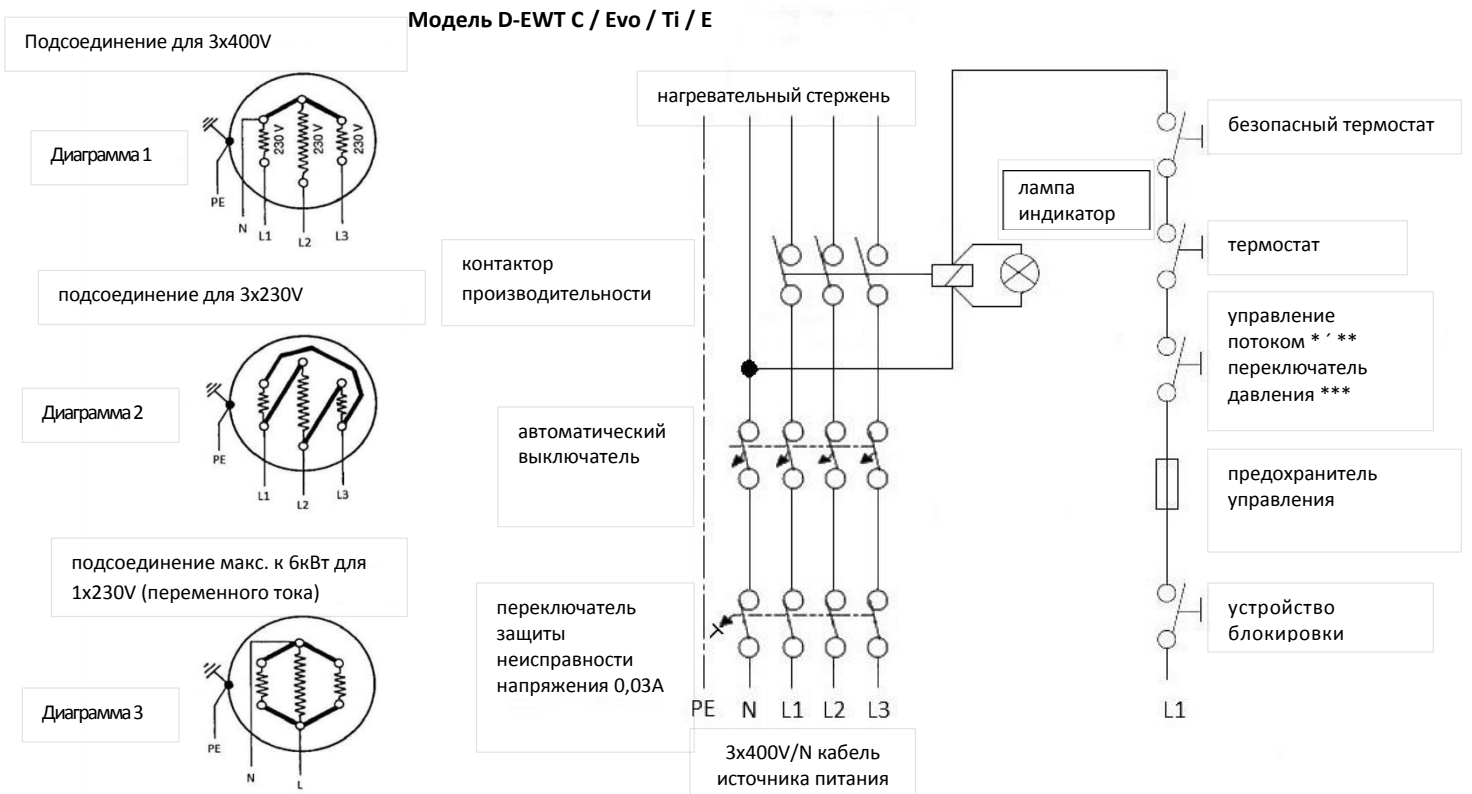 Модель D-EWT C / Evo / Ti / E
Подсоединение для 3x400V
Диаграмма 1
230 V
230 V
230 V
PE
N
L1
L2
L3
подсоединение для 3x230V
Диаграмма 2
PE
L1
L2
L3
подсоединение макс. к 6кВт для
1x230V (переменного тока)
Диаграмма 3
PE
N
L
нагревательный стержень
контактор
производительности
автоматический
выключатель
переключатель
защиты
неисправности
напряжения 0,03А
PE N L1 L2 L3
3x400V/N кабель
источника питания
лампа
индикатор
безопасный термостат
термостат
управление
потоком * ´ **
переключатель
давления ***
предохранитель
управления
устройство
блокировки
L1